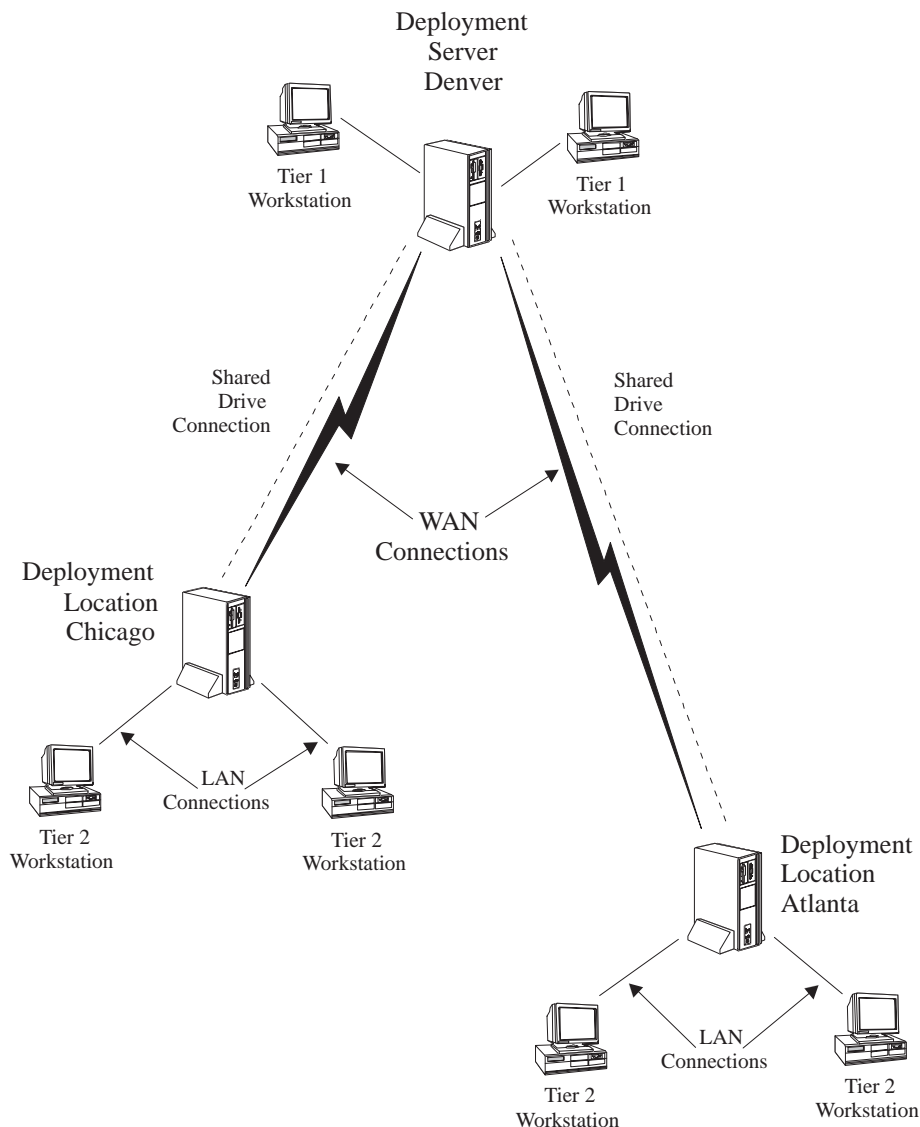 Deployment
Server
Denver
Tier 1
Workstation
Tier 1
Workstation
Shared
Drive
Connection
Shared
Drive
Connection
WAN
Connections
Deployment
Location
Chicago
LAN
Connections
Tier 2
Workstation
Tier 2
Workstation
Deployment
Location
Atlanta
LAN
Connections
Tier 2
Workstation
Tier 2
Workstation